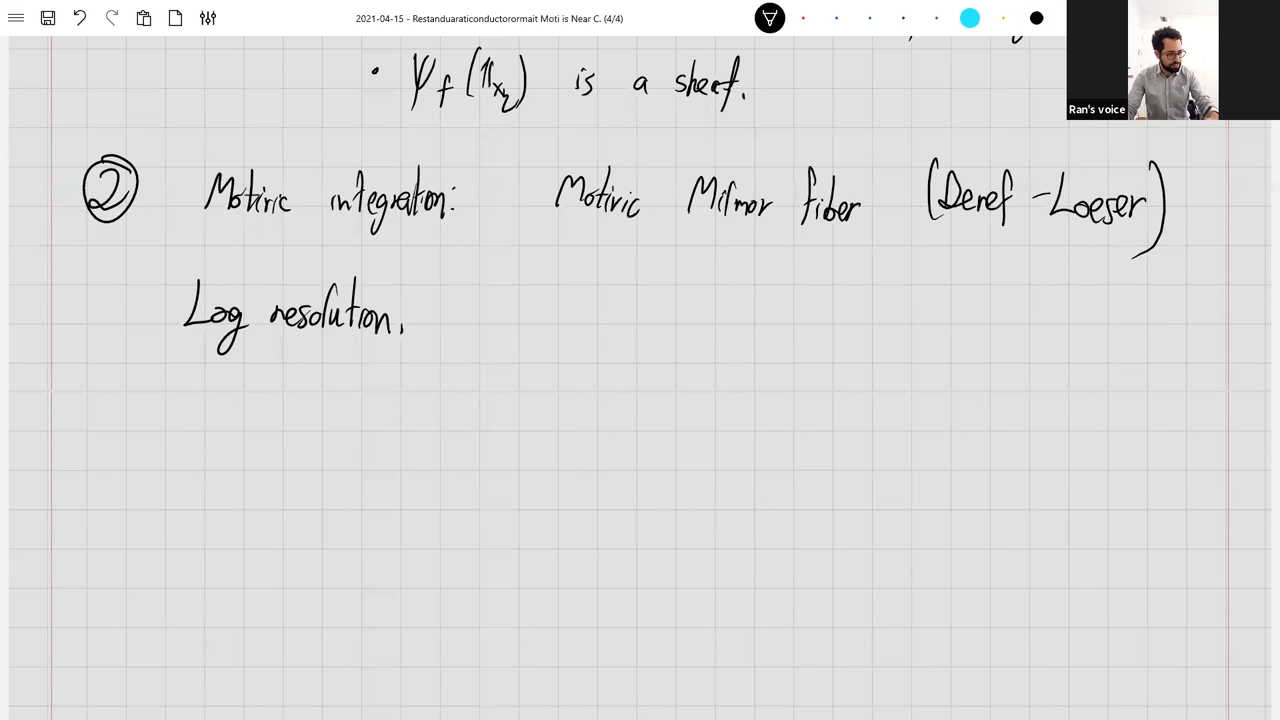 2021-04-15 - Restanduaraticonductorormait Moti is Near C. (4/4)
Ran's voice
• Ψ_f(𝟙_{X_η}) is a sheaf.
② Motivic integration: Motivic Milnor fiber (Denef - Loeser)
Log resolution.